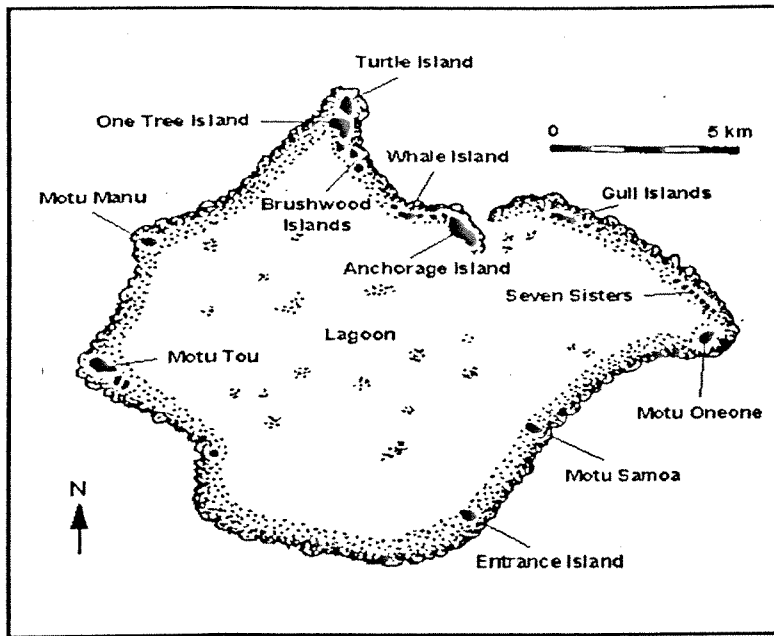 Turtle Island
One Tree Island
0 5 km
Whale Island
Gull Islands
Motu Manu
Brushwood
Islands
Anchorage Island
Seven Sisters
Lagoon
Motu Tou
Motu Oneone
Motu Samoa
N
Entrance Island